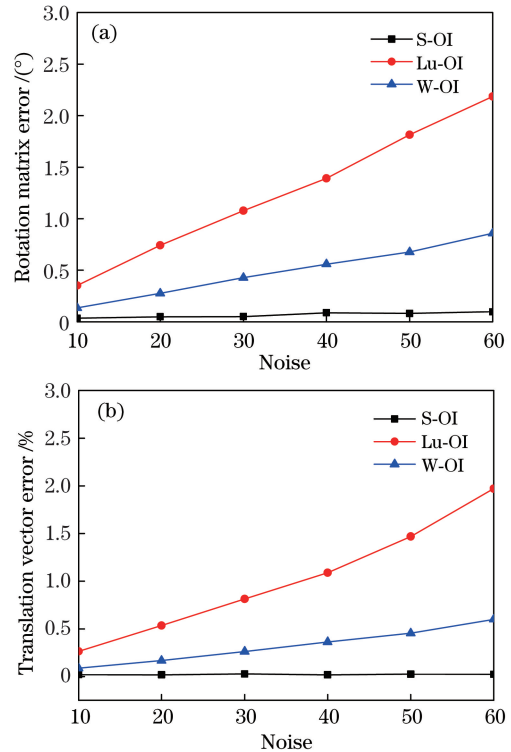 (a)
S-OI
Lu-OI
W-OI
3.0
2.5
2.0
1.5
1.0
0.5
0
Rotation matrix error /(°)
10 20 30 40 50 60
Noise
(b)
S-OI
Lu-OI
W-OI
3.0
2.5
2.0
1.5
1.0
0.5
0
Translation vector error /%
10 20 30 40 50 60
Noise